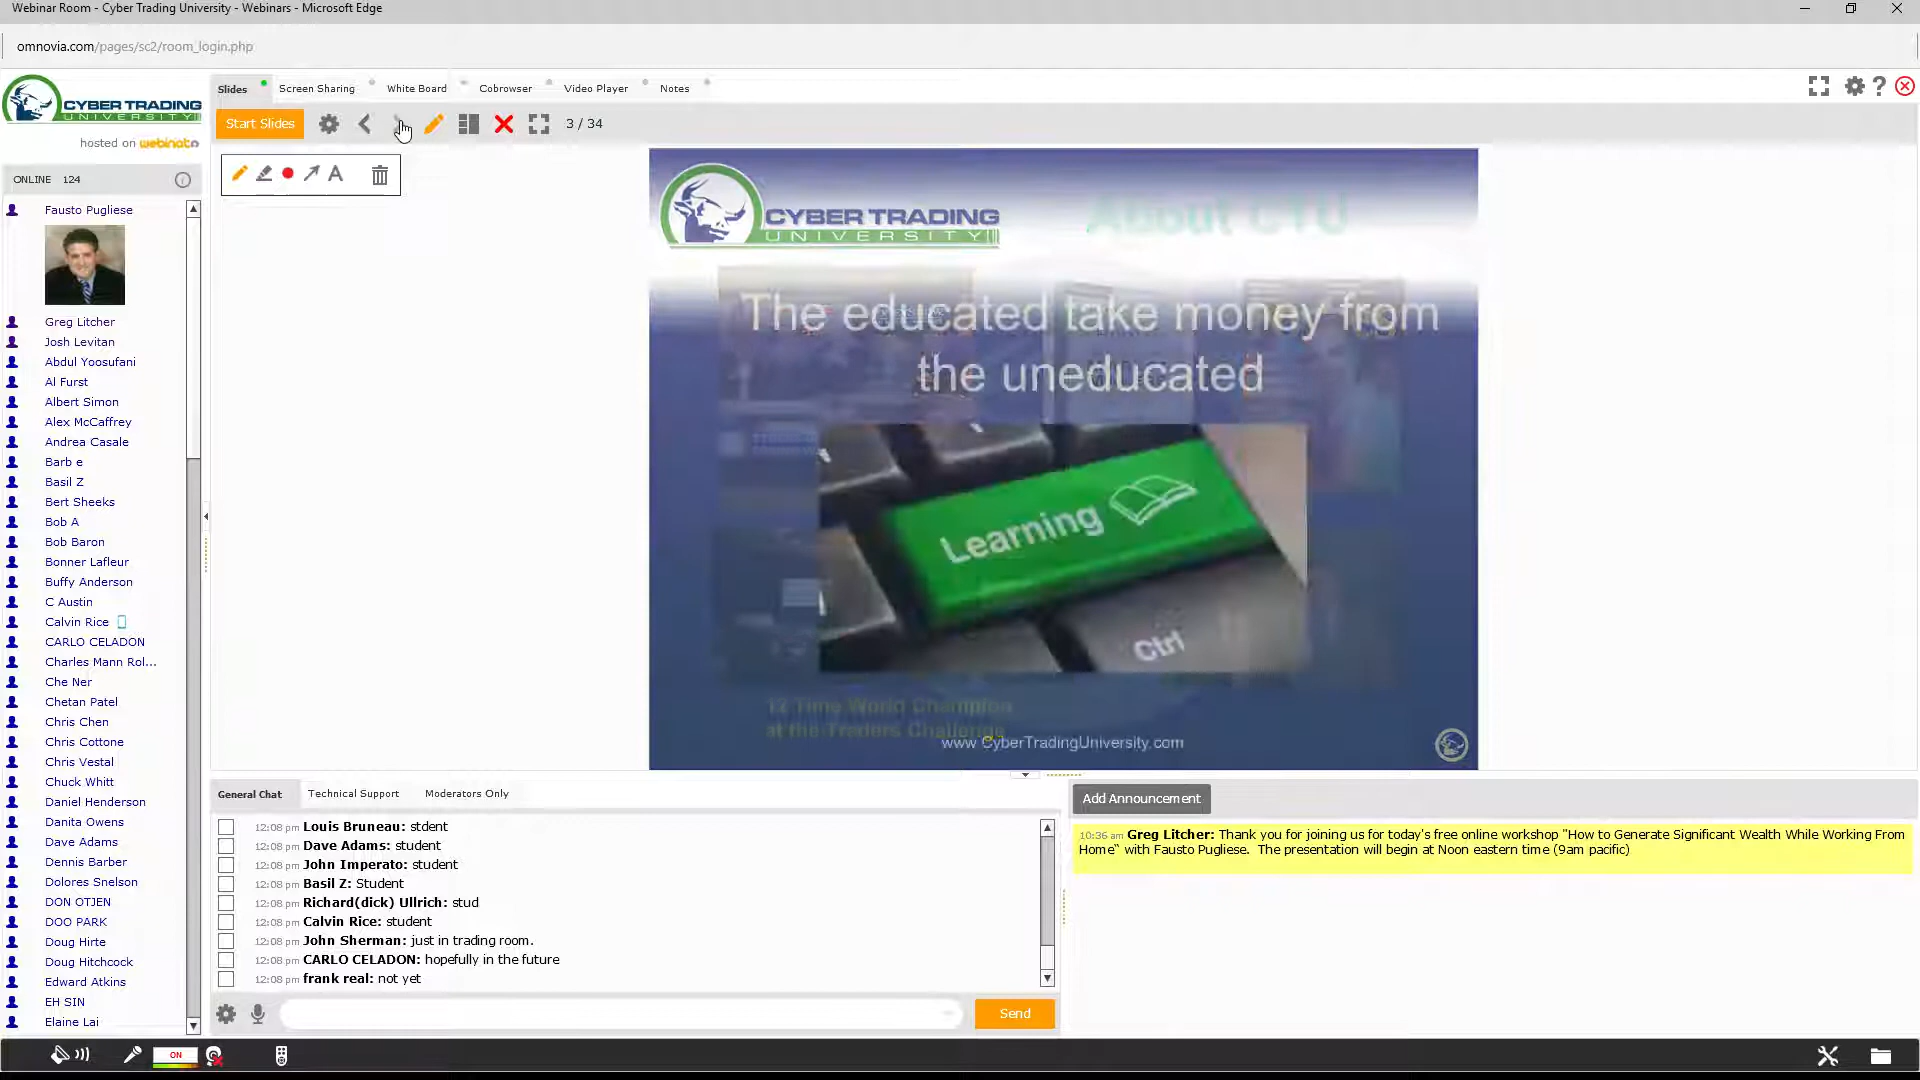 Webinar Room - Cyber Trading University - Webinars - Microsoft Edge
omnovia.com/pages/sc2/room_login.php
CYBER TRADING
UNIVERSITY
hosted on webinato
Slides Screen Sharing White Board Cobrowser Video Player Notes
Start Slides 3 / 34
A
ONLINE 124
Fausto Pugliese
Greg Litcher
Josh Levitan
Abdul Yoosufani
Al Furst
Albert Simon
Alex McCaffrey
Andrea Casale
Barb e
Basil Z
Bert Sheeks
Bob A
Bob Baron
Bonner Lafleur
Buffy Anderson
C Austin
Calvin Rice
CARLO CELADON
Charles Mann Rol...
Che Ner
Chetan Patel
Chris Chen
Chris Cottone
Chris Vestal
Chuck Whitt
Daniel Henderson
Danita Owens
Dave Adams
Dennis Barber
Dolores Snelson
DON OTJEN
DOO PARK
Doug Hirte
Doug Hitchcock
Edward Atkins
EH SIN
Elaine Lai
CYBER TRADING
UNIVERSITY
About CTU
The educated take money from
the uneducated
Learning
Ctrl
12 Time World Champion
at the Traders Challenge
www.CyberTradingUniversity.com
General Chat Technical Support Moderators Only
12:08 pm Louis Bruneau: stdent
12:08 pm Dave Adams: student
12:08 pm John Imperato: student
12:08 pm Basil Z: Student
12:08 pm Richard(dick) Ullrich: stud
12:08 pm Calvin Rice: student
12:08 pm John Sherman: just in trading room.
12:08 pm CARLO CELADON: hopefully in the future
12:08 pm frank real: not yet
Send
Add Announcement
10:36 am Greg Litcher: Thank you for joining us for today's free online workshop "How to Generate Significant Wealth While Working From
Home" with Fausto Pugliese. The presentation will begin at Noon eastern time (9am pacific)
ON